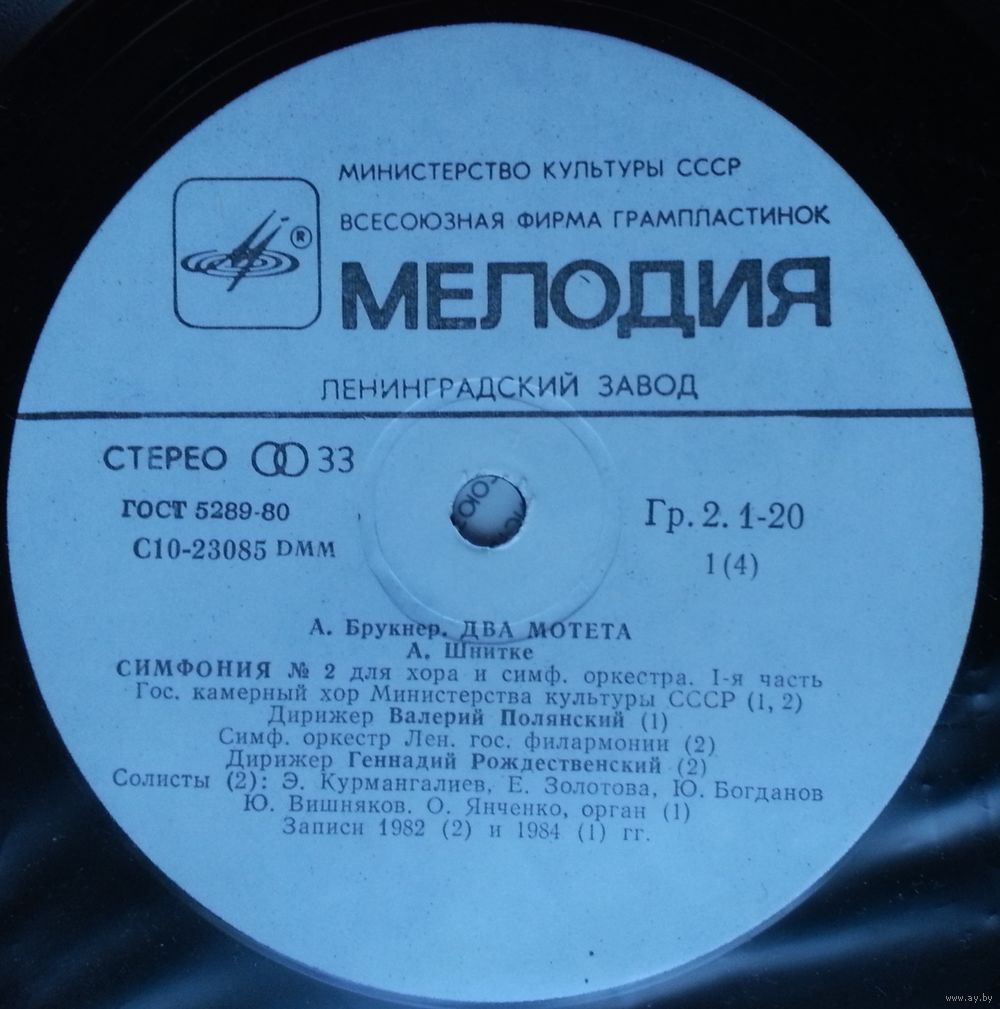 МИНИСТЕРСТВО КУЛЬТУРЫ СССР
ВСЕСОЮЗНАЯ ФИРМА ГРАМПЛАСТИНОК
®
МЕЛОДИЯ
ЛЕНИНГРАДСКИЙ ЗАВОД
СТЕРЕО 33
ГОСТ 5289-80
С10-23085 DMM
Гр. 2. 1-20
1 (4)
А. Брукнер. ДВА МОТЕТА
А. Шнитке
СИМФОНИЯ № 2 для хора и симф. оркестра. I-я часть
Гос. камерный хор Министерства культуры СССР (1, 2)
Дирижер Валерий Полянский (1)
Симф. оркестр Лен. гос. филармонии (2)
Дирижер Геннадий Рождественский (2)
Солисты (2): Э. Курмангалиев, Е. Золотова, Ю. Богданов
Ю. Вишняков. О. Янченко, орган (1)
Записи 1982 (2) и 1984 (1) гг.
www.ay.by